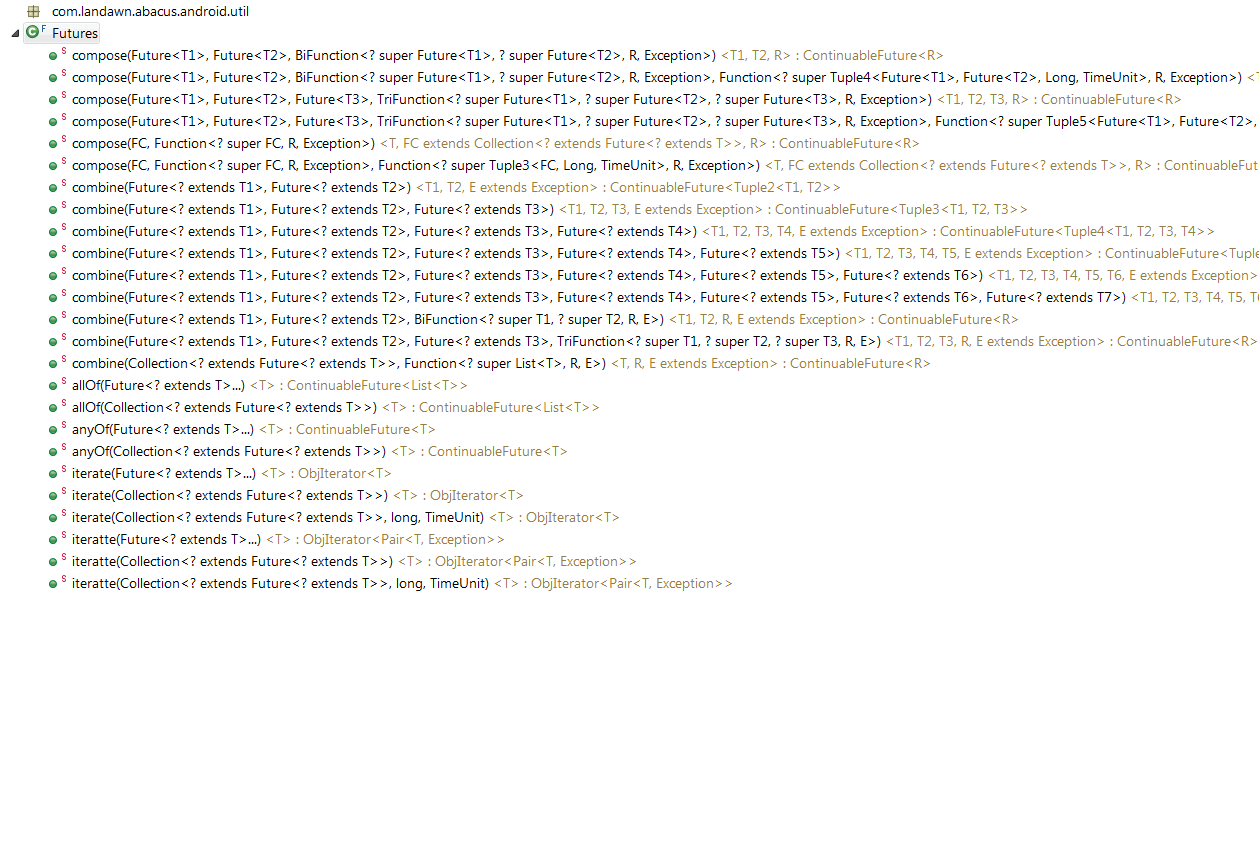 com.landawn.abacus.android.util
F Futures
S compose(Future<T1>, Future<T2>, BiFunction<? super Future<T1>, ? super Future<T2>, R, Exception>) <T1, T2, R> : ContinuableFuture<R>
S compose(Future<T1>, Future<T2>, BiFunction<? super Future<T1>, ? super Future<T2>, R, Exception>, Function<? super Tuple4<Future<T1>, Future<T2>, Long, TimeUnit>, R, Exception>) <
S compose(Future<T1>, Future<T2>, Future<T3>, TriFunction<? super Future<T1>, ? super Future<T2>, ? super Future<T3>, R, Exception>) <T1, T2, T3, R> : ContinuableFuture<R>
S compose(Future<T1>, Future<T2>, Future<T3>, TriFunction<? super Future<T1>, ? super Future<T2>, ? super Future<T3>, R, Exception>, Function<? super Tuple5<Future<T1>, Future<T2>,
S compose(FC, Function<? super FC, R, Exception>) <T, FC extends Collection<? extends Future<? extends T>>, R> : ContinuableFuture<R>
S compose(FC, Function<? super FC, R, Exception>, Function<? super Tuple3<FC, Long, TimeUnit>, R, Exception>) <T, FC extends Collection<? extends Future<? extends T>>, R> : ContinuableFut
S combine(Future<? extends T1>, Future<? extends T2>) <T1, T2, E extends Exception> : ContinuableFuture<Tuple2<T1, T2>>
S combine(Future<? extends T1>, Future<? extends T2>, Future<? extends T3>) <T1, T2, T3, E extends Exception> : ContinuableFuture<Tuple3<T1, T2, T3>>
S combine(Future<? extends T1>, Future<? extends T2>, Future<? extends T3>, Future<? extends T4>) <T1, T2, T3, T4, E extends Exception> : ContinuableFuture<Tuple4<T1, T2, T3, T4>>
S combine(Future<? extends T1>, Future<? extends T2>, Future<? extends T3>, Future<? extends T4>, Future<? extends T5>) <T1, T2, T3, T4, T5, E extends Exception> : ContinuableFuture<Tuple
S combine(Future<? extends T1>, Future<? extends T2>, Future<? extends T3>, Future<? extends T4>, Future<? extends T5>, Future<? extends T6>) <T1, T2, T3, T4, T5, T6, E extends Exception>
S combine(Future<? extends T1>, Future<? extends T2>, Future<? extends T3>, Future<? extends T4>, Future<? extends T5>, Future<? extends T6>, Future<? extends T7>) <T1, T2, T3, T4, T5,
S combine(Future<? extends T1>, Future<? extends T2>, BiFunction<? super T1, ? super T2, R, E>) <T1, T2, R, E extends Exception> : ContinuableFuture<R>
S combine(Future<? extends T1>, Future<? extends T2>, Future<? extends T3>, TriFunction<? super T1, ? super T2, ? super T3, R, E>) <T1, T2, T3, R, E extends Exception> : ContinuableFuture<R>
S combine(Collection<? extends Future<? extends T>>, Function<? super List<T>, R, E>) <T, R, E extends Exception> : ContinuableFuture<R>
S allOf(Future<? extends T>...) <T> : ContinuableFuture<List<T>>
S allOf(Collection<? extends Future<? extends T>>) <T> : ContinuableFuture<List<T>>
S anyOf(Future<? extends T>...) <T> : ContinuableFuture<T>
S anyOf(Collection<? extends Future<? extends T>>) <T> : ContinuableFuture<T>
S iterate(Future<? extends T>...) <T> : ObjIterator<T>
S iterate(Collection<? extends Future<? extends T>>) <T> : ObjIterator<T>
S iterate(Collection<? extends Future<? extends T>>, long, TimeUnit) <T> : ObjIterator<T>
S iteratte(Future<? extends T>...) <T> : ObjIterator<Pair<T, Exception>>
S iteratte(Collection<? extends Future<? extends T>>) <T> : ObjIterator<Pair<T, Exception>>
S iteratte(Collection<? extends Future<? extends T>>, long, TimeUnit) <T> : ObjIterator<Pair<T, Exception>>